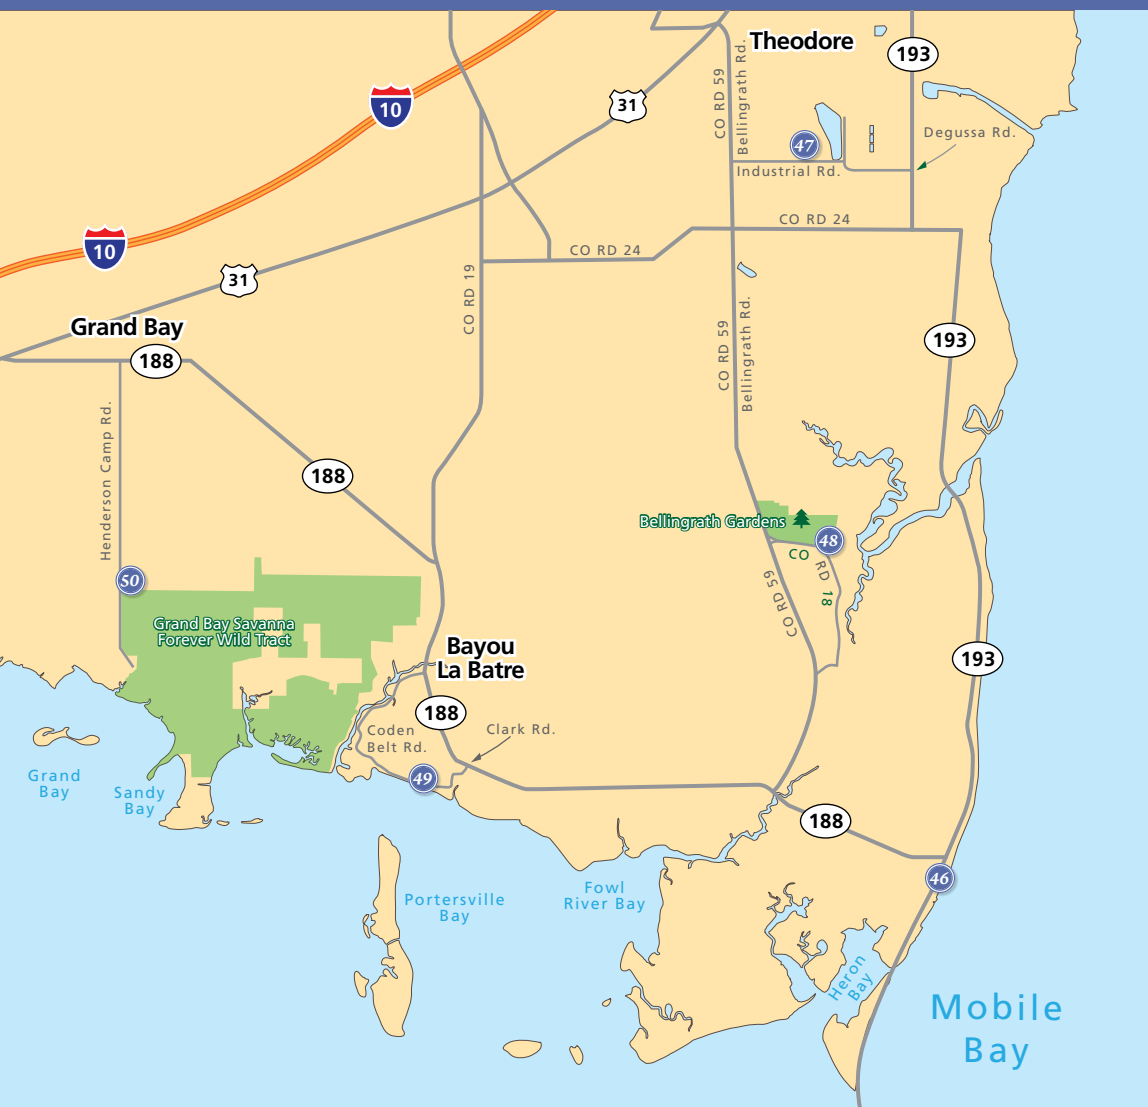 Theodore
193
10
31
CO RD 59
Bellingrath Rd.
47
Degussa Rd.
Industrial Rd.
CO RD 24
10
CO RD 24
31
CO RD 19
Grand Bay
188
CO RD 59
Bellingrath Rd.
193
Henderson Camp Rd.
188
Bellingrath Gardens
48
CO RD 18
CO RD 59
50
Grand Bay Savanna
Forever Wild Tract
Bayou
La Batre
193
188
Coden
Belt Rd.
Clark Rd.
49
Grand
Bay
Sandy
Bay
188
46
Portersville
Bay
Fowl
River Bay
Heron
Bay
Mobile
Bay